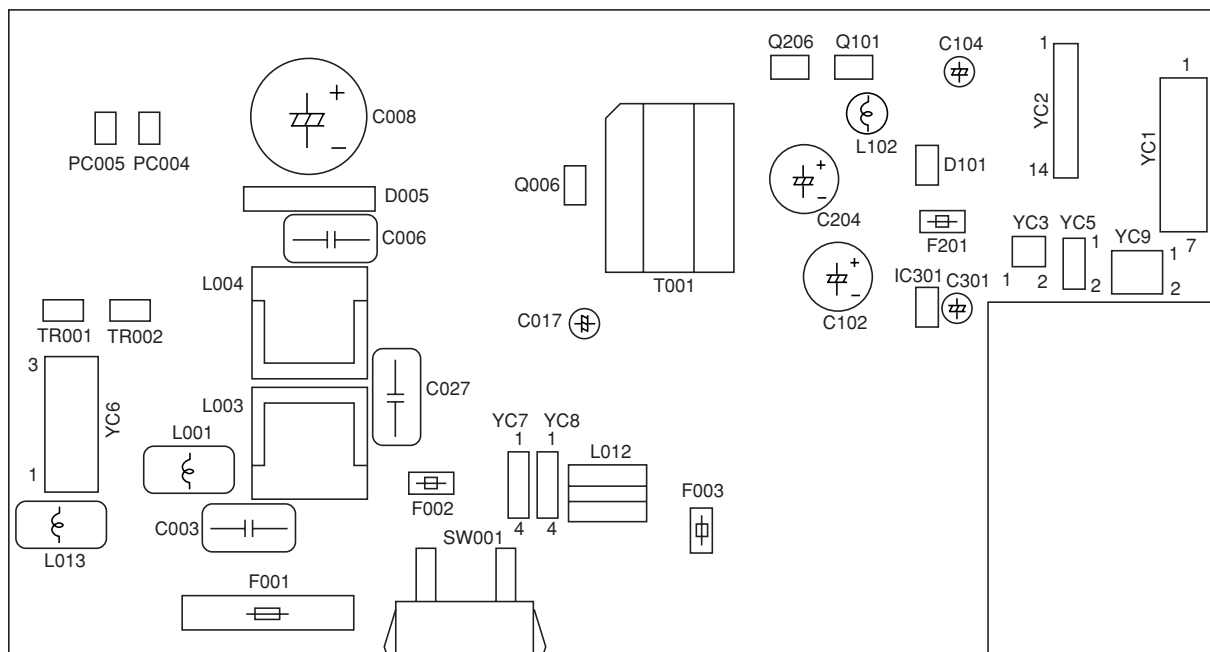 Q206 Q101 C104 1 1
+ C008 YC2 YC1
− PC005 PC004 L102
Q006 D101 14
D005 +
− C204
C006 F201 YC3 YC5 YC9 7
1 1
L004 T001 + IC301 C301 1 2 2 2
− C102
C017
TR001 TR002
3
YC6
C027
L003
L001 YC7 YC8
1 1 L012
1
F002 F003
C003 4 4
SW001
L013
F001